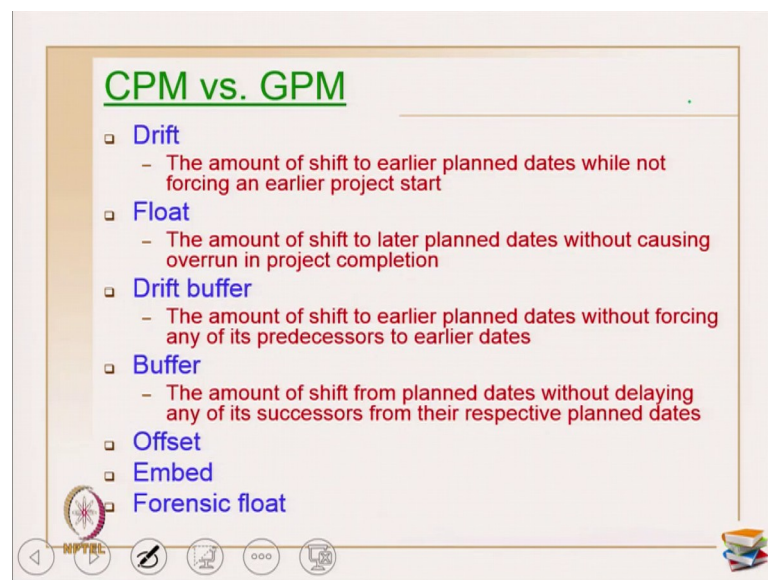 CPM vs. GPM
Drift
– The amount of shift to earlier planned dates while not
forcing an earlier project start
Float
– The amount of shift to later planned dates without causing
overrun in project completion
Drift buffer
– The amount of shift to earlier planned dates without forcing
any of its predecessors to earlier dates
Buffer
– The amount of shift from planned dates without delaying
any of its successors from their respective planned dates
Offset
Embed
Forensic float
NPTEL